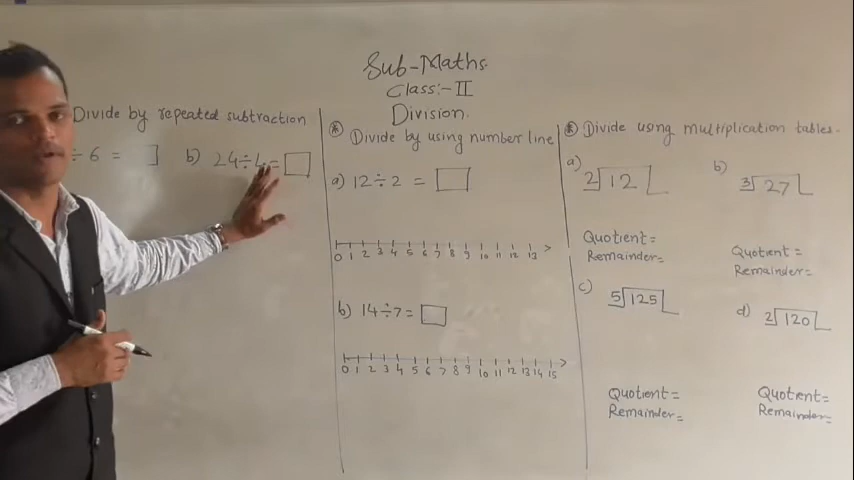 Sub-Maths.
Class:-II
Division.
Divide by repeated subtraction
÷ 6 =
b) 24÷4=
Divide by using number line
a) 12÷2 =
0 1 2 3 4 5 6 7 8 9 10 11 12 13
b) 14÷7=
0 1 2 3 4 5 6 7 8 9 10 11 12 13 14 15
Divide using multiplication tables.
a) 2 12
Quotient=
Remainder=
b) 3 27
Quotient=
Remainder=
c) 5 125
Quotient=
Remainder=
d) 2 120
Quotient=
Remainder=